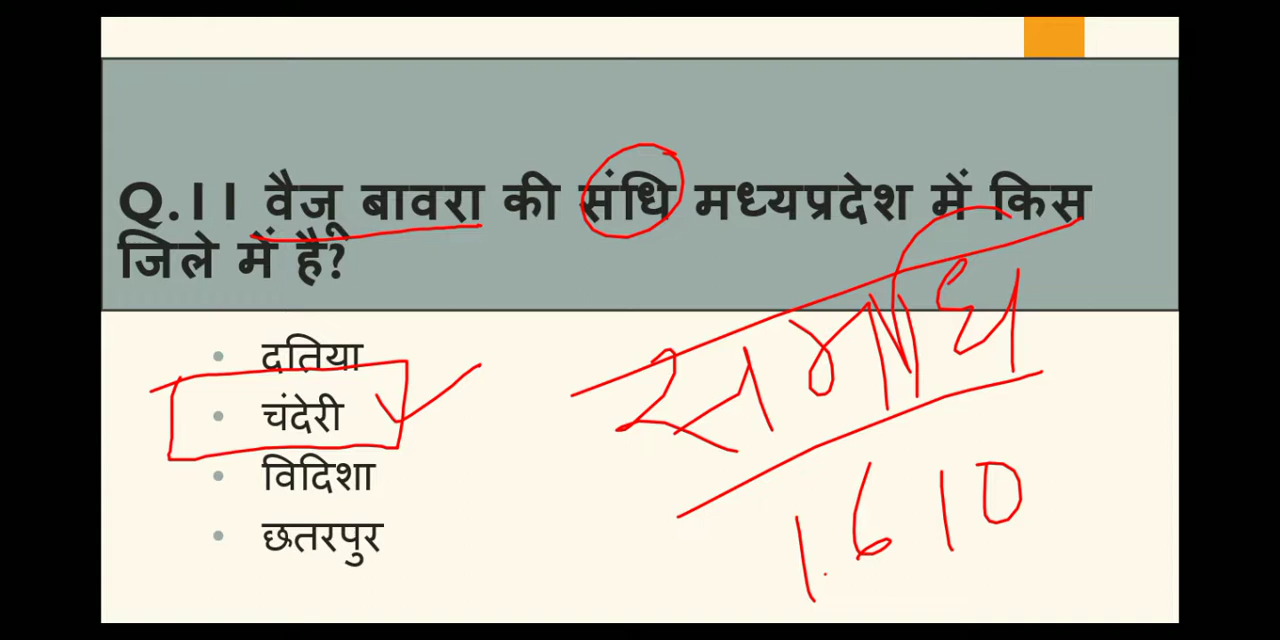 Q.11 वैजू बावरा की संधि मध्यप्रदेश में किस
जिले में है?
दतिया
चंदेरी
विदिशा
छतरपुर
समाधि
1610